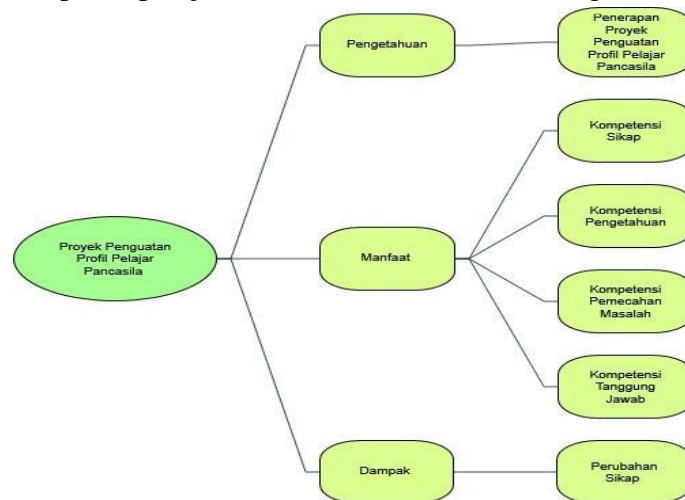 Pengetahuan
Penerapan
Proyek
Penguatan
Profil Pelajar
Pancasila
Kompetensi
Sikap
Kompetensi
Pengetahuan
Proyek Penguatan
Profil Pelajar
Pancasila
Manfaat
Kompetensi
Pemecahan
Masalah
Kompetensi
Tanggung
Jawab
Dampak
Perubahan
Sikap